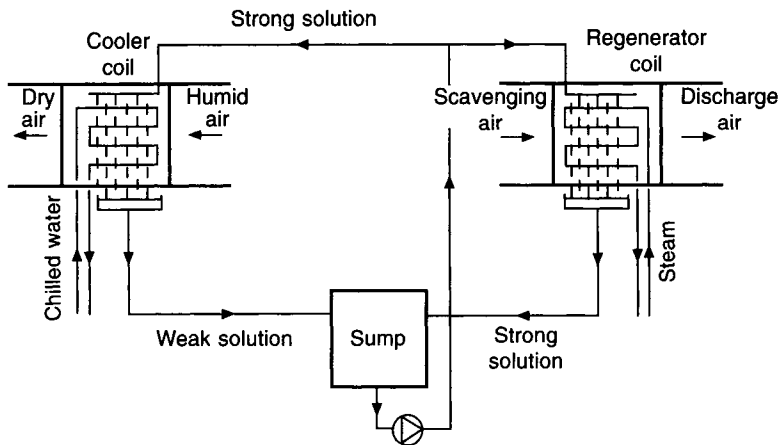 Strong solution
Cooler
coil
Regenerator
coil
Dry
air
Humid
air
Scavenging
air
Discharge
air
Chilled water
Steam
Weak solution
Sump
Strong
solution